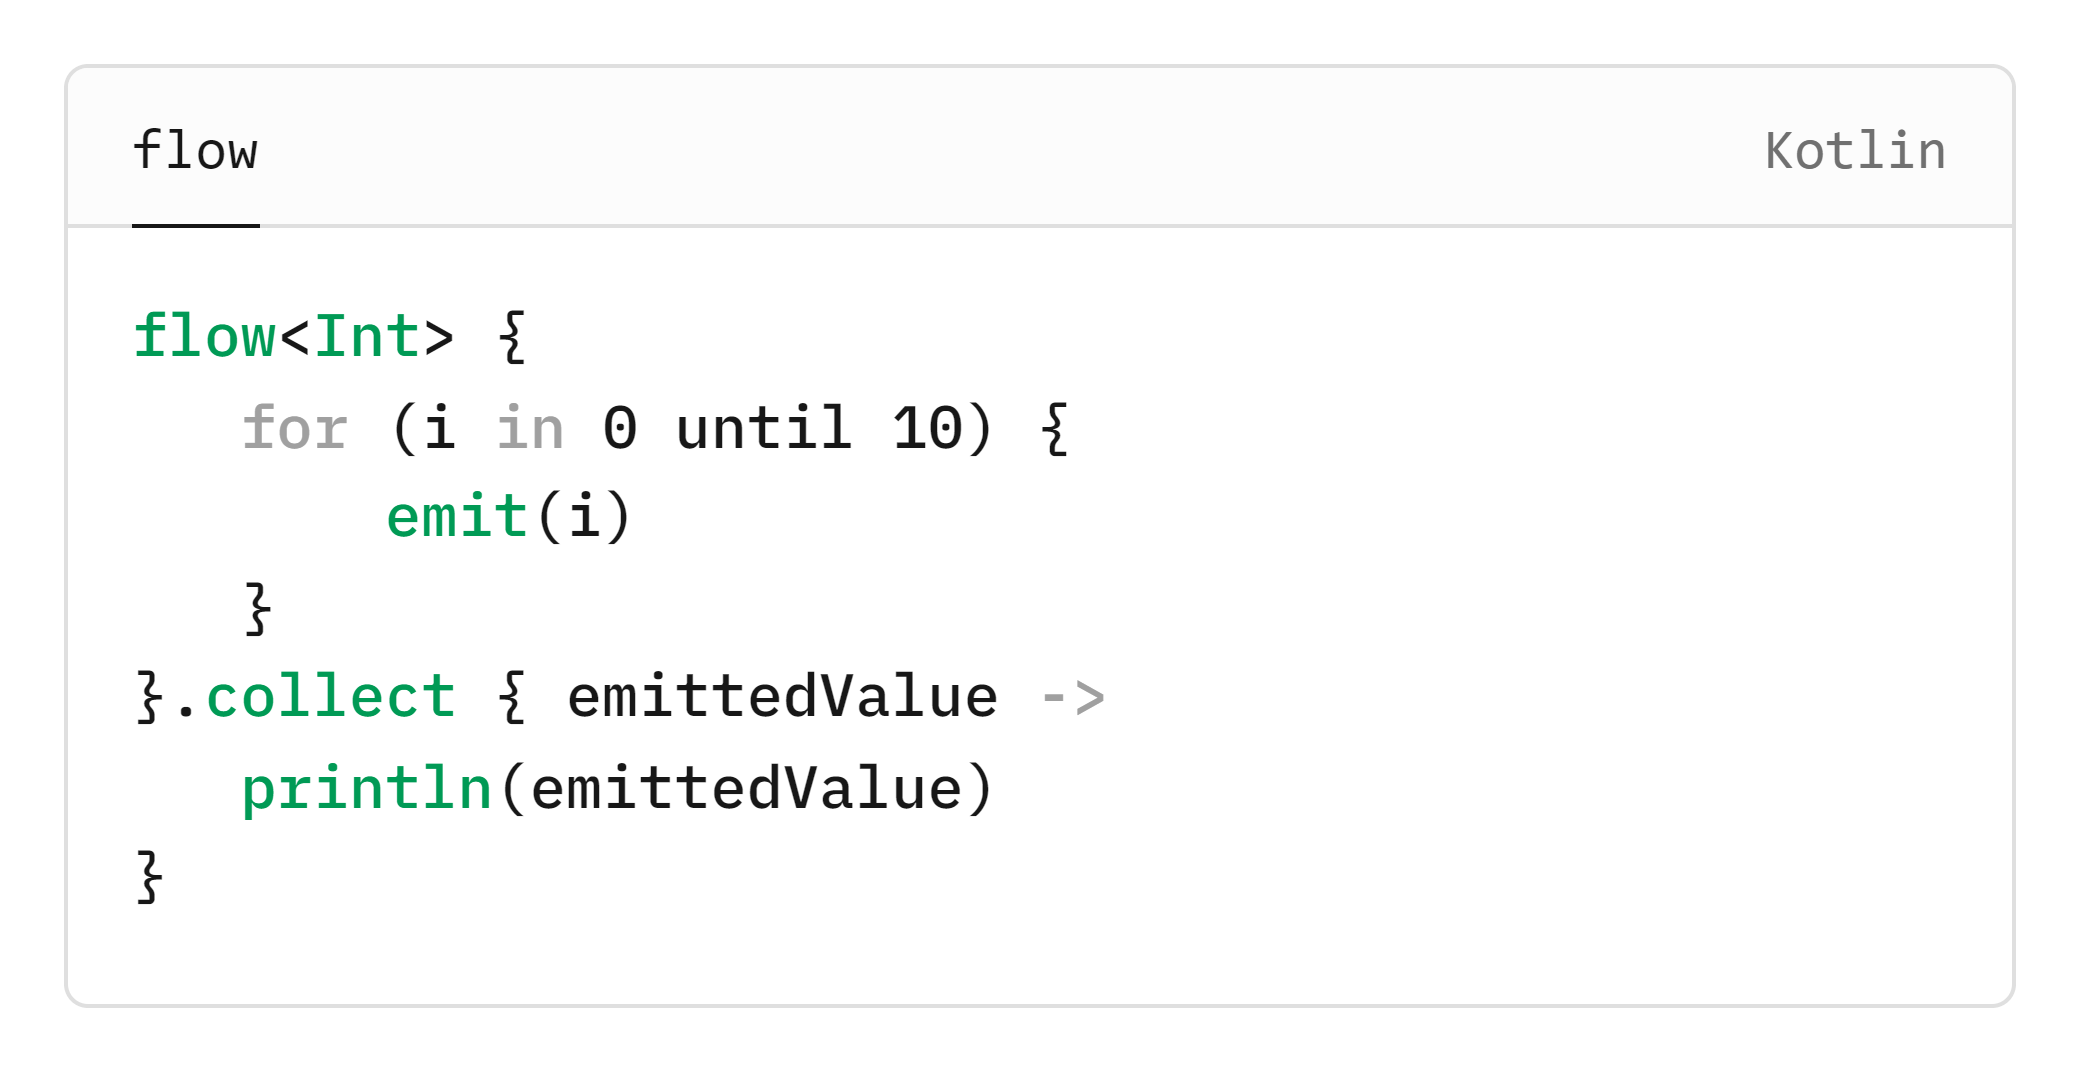 flow
Kotlin
flow<Int> {
   for (i in 0 until 10) {
       emit(i)
   }
}.collect { emittedValue ->
   println(emittedValue)
}